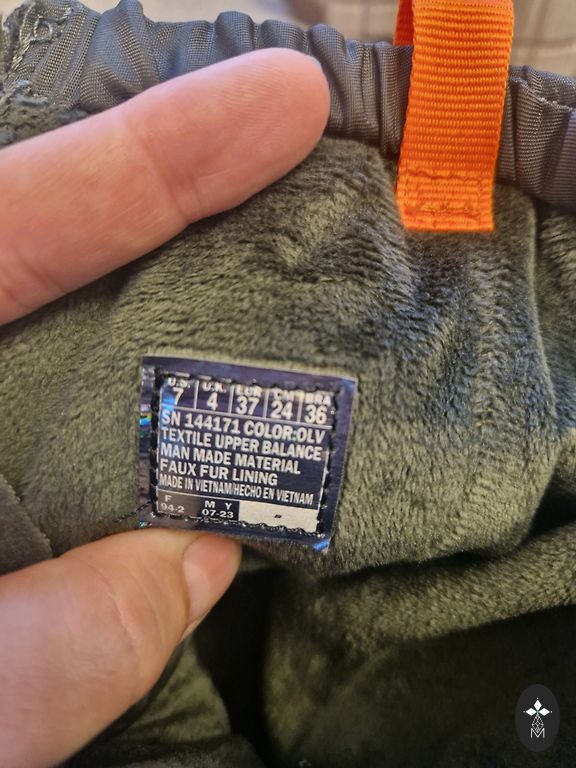 U.S. U.K. EUR CM BRA
7 4 37 24 36
SN 144171 COLOR:OLV
TEXTILE UPPER BALANCE
MAN MADE MATERIAL
FAUX FUR LINING
MADE IN VIETNAM/HECHO EN VIETNAM
F M Y
94-2 07-23
M